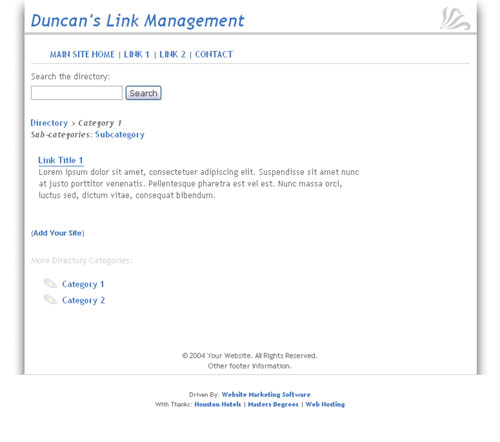 Duncan's Link Management
MAIN SITE HOME | LINK 1 | LINK 2 | CONTACT
Search the directory:
Search
Directory > Category 1
Sub-categories: Subcategory
Link Title 1
Lorem ipsum dolor sit amet, consectetuer adipiscing elit. Suspendisse sit amet nunc
at justo porttitor venenatis. Pellentesque pharetra est vel est. Nunc massa orci,
luctus sed, dictum vitae, consequat bibendum.
(Add Your Site)
More Directory Categories:
Category 1
Category 2
© 2004 Your Website. All Rights Reserved.
Other footer information.
Driven By: Website Marketing Software
With Thanks: Houston Hotels | Masters Degrees | Web Hosting